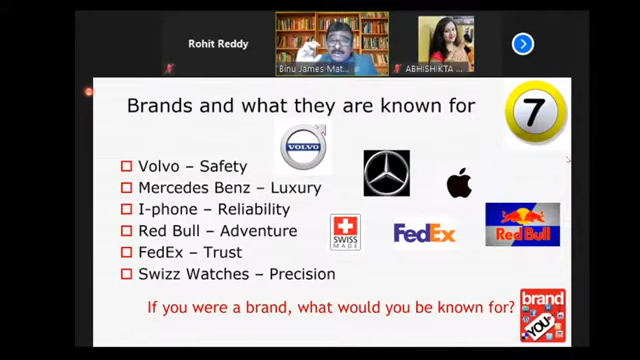 Rohit Reddy
Binu James Mat...
ABHISHIKTA ...
Brands and what they are known for
7
VOLVO
Volvo – Safety
Mercedes Benz – Luxury
I-phone – Reliability
Red Bull – Adventure
SWISS
MADE
FedEx
Red Bull
FedEx – Trust
Swizz Watches – Precision
If you were a brand, what would you be known for?
brand
YOU